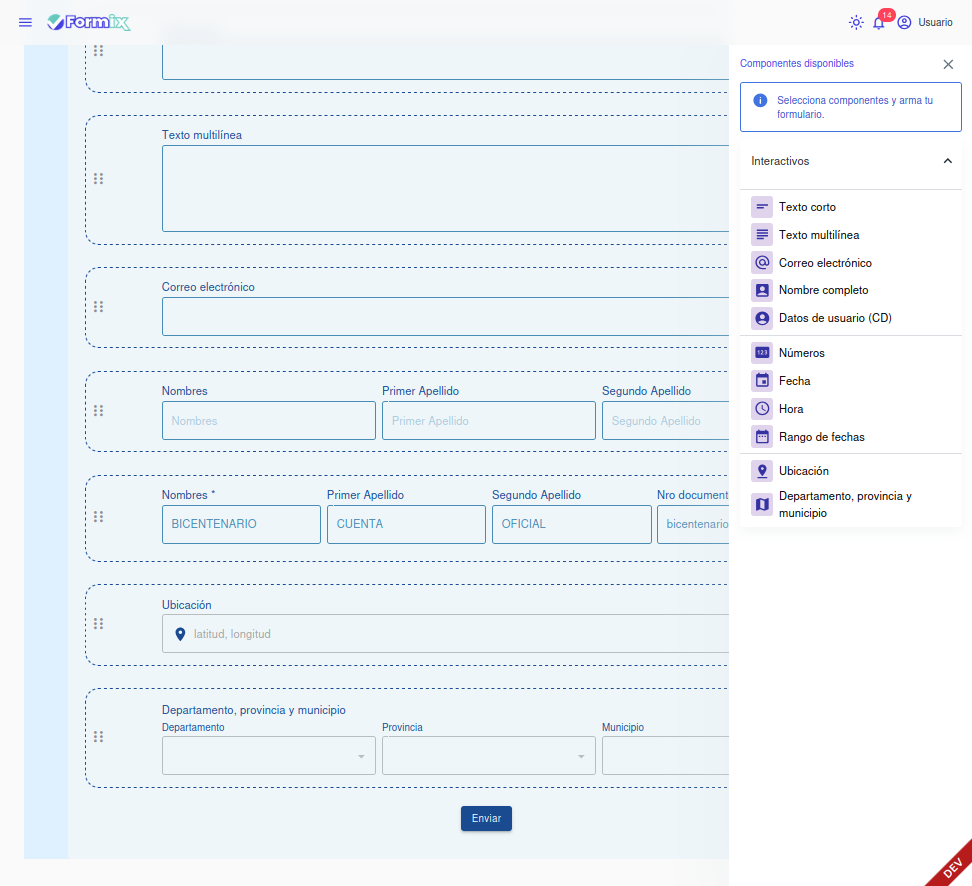 Formix
14
Usuario
Componentes disponibles
Selecciona componentes y arma tu
formulario.
Interactivos
Texto corto
Texto multilínea
Correo electrónico
Nombre completo
Datos de usuario (CD)
123
Números
Fecha
Hora
Rango de fechas
Ubicación
Departamento, provincia y
municipio
Texto multilínea
Correo electrónico
Nombres Primer Apellido Segundo Apellido
Nombres Primer Apellido Segundo Apellido
Nombres * Primer Apellido Segundo Apellido Nro document
BICENTENARIO CUENTA OFICIAL bicentenario
Ubicación
latitud, longitud
Departamento, provincia y municipio
Departamento Provincia Municipio
Enviar
DEV